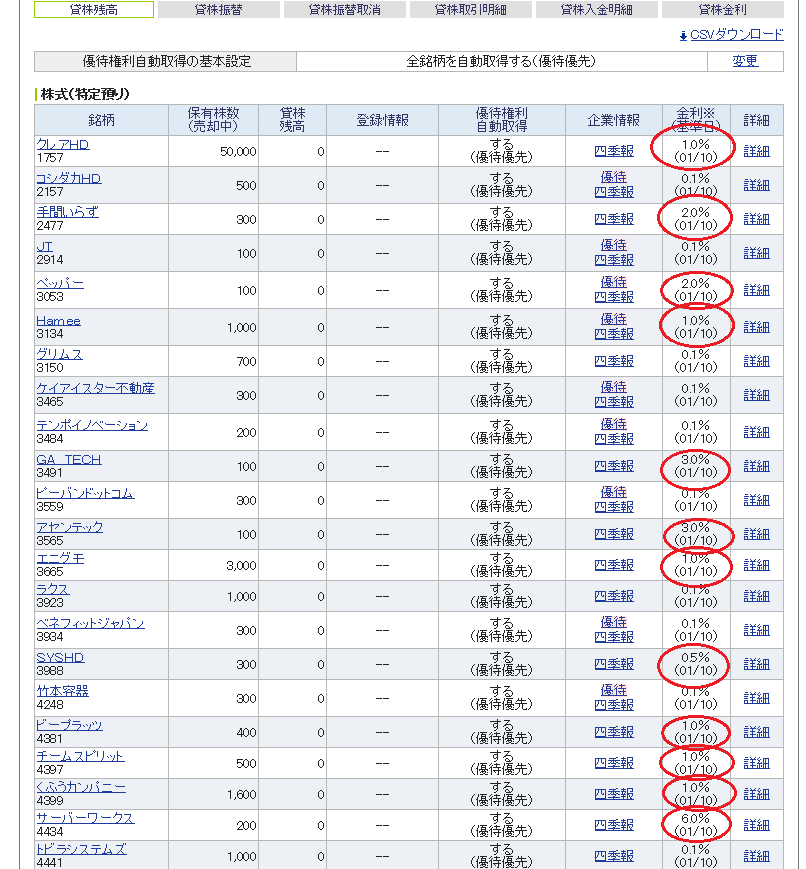 貸株残高 貸株振替 貸株振替取消 貸株取引明細 貸株入金明細 貸株金利
CSVダウンロード
優待権利自動取得の基本設定 全銘柄を自動取得する(優待優先) 変更
株式(特定預り)
銘柄 保有株数 (売却中) 貸株 残高 登録情報 優待権利 自動取得 企業情報 金利※ (基準日) 詳細
クレアHD する 1.0%
1757 50,000 0 -- (優待優先) 四季報 (01/10) 詳細
コシダカHD する 優待 0.1%
2157 500 0 -- (優待優先) 四季報 (01/10) 詳細
手間いらず する 2.0%
2477 300 0 -- (優待優先) 四季報 (01/10) 詳細
JT する 優待 0.1%
2914 100 0 -- (優待優先) 四季報 (01/10) 詳細
ペッパー する 優待 2.0%
3053 100 0 -- (優待優先) 四季報 (01/10) 詳細
Hamee する 優待 1.0%
3134 1,000 0 -- (優待優先) 四季報 (01/10) 詳細
グリムス する 0.1%
3150 700 0 -- (優待優先) 四季報 (01/10) 詳細
ケイアイスター不動産 する 優待 0.1%
3465 300 0 -- (優待優先) 四季報 (01/10) 詳細
テンポイノベーション する 優待 0.1%
3484 200 0 -- (優待優先) 四季報 (01/10) 詳細
GA TECH する 3.0%
3491 100 0 -- (優待優先) 四季報 (01/10) 詳細
ピーバンドットコム する 優待 0.1%
3559 300 0 -- (優待優先) 四季報 (01/10) 詳細
アセンテック する 3.0%
3565 100 0 -- (優待優先) 四季報 (01/10) 詳細
エニグモ する 1.0%
3665 3,000 0 -- (優待優先) 四季報 (01/10) 詳細
ラクス する 0.1%
3923 1,000 0 -- (優待優先) 四季報 (01/10) 詳細
ベネフィットジャパン する 優待 0.1%
3934 300 0 -- (優待優先) 四季報 (01/10) 詳細
SYSHD する 0.5%
3988 300 0 -- (優待優先) 四季報 (01/10) 詳細
竹本容器 する 優待 0.1%
4248 300 0 -- (優待優先) 四季報 (01/10) 詳細
ビープラッツ する 1.0%
4381 400 0 -- (優待優先) 四季報 (01/10) 詳細
チームスピリット する 1.0%
4397 500 0 -- (優待優先) 四季報 (01/10) 詳細
くふうカンパニー する 1.0%
4399 1,600 0 -- (優待優先) 四季報 (01/10) 詳細
サーバーワークス する 6.0%
4434 200 0 -- (優待優先) 四季報 (01/10) 詳細
トビラシステムズ する 0.1%
4441 1,000 0 -- (優待優先) 四季報 (01/10) 詳細